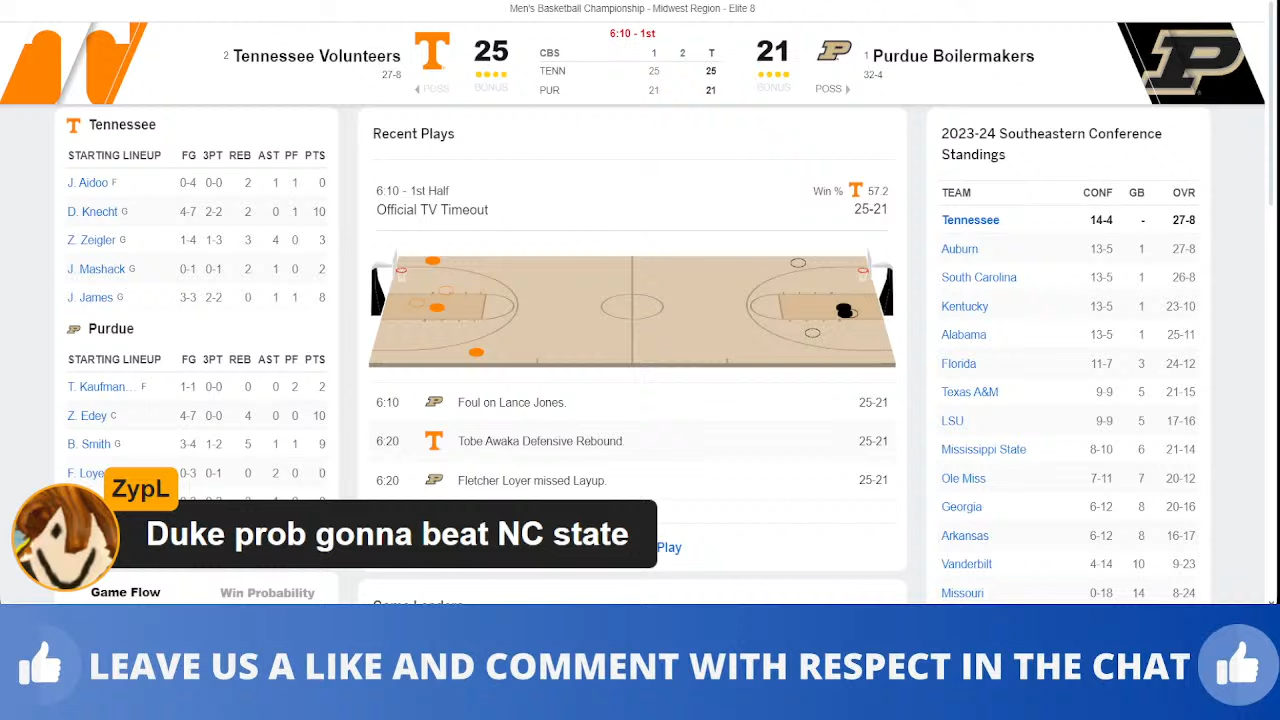 Men's Basketball Championship - Midwest Region - Elite 8
2 Tennessee Volunteers
27-8
POSS
25
BONUS
6:10 - 1st
CBS 1 2 T
TENN 25 25
PUR 21 21
21
BONUS
POSS
1 Purdue Boilermakers
32-4
Tennessee
STARTING LINEUP FG 3PT REB AST PF PTS
J. Aidoo F 0-4 0-0 2 1 1 0
D. Knecht G 4-7 2-2 2 0 1 10
Z. Zeigler G 1-4 1-3 3 4 0 3
J. Mashack G 0-1 0-1 2 1 0 2
J. James G 3-3 2-2 0 1 1 8
Purdue
STARTING LINEUP FG 3PT REB AST PF PTS
T. Kaufman... F 1-1 0-0 0 0 2 2
Z. Edey C 4-7 0-0 4 0 0 10
B. Smith G 3-4 1-2 5 1 1 9
F. Loye 0-3 0-1 0 2 0 0
Game Flow Win Probability
Recent Plays
6:10 - 1st Half
Official TV Timeout
Win % T 57.2
25-21
6:10 Foul on Lance Jones. 25-21
6:20 Tobe Awaka Defensive Rebound. 25-21
6:20 Fletcher Loyer missed Layup. 25-21
Play
2023-24 Southeastern Conference
Standings
TEAM CONF GB OVR
Tennessee 14-4 - 27-8
Auburn 13-5 1 27-8
South Carolina 13-5 1 26-8
Kentucky 13-5 1 23-10
Alabama 13-5 1 25-11
Florida 11-7 3 24-12
Texas A&M 9-9 5 21-15
LSU 9-9 5 17-16
Mississippi State 8-10 6 21-14
Ole Miss 7-11 7 20-12
Georgia 6-12 8 20-16
Arkansas 6-12 8 16-17
Vanderbilt 4-14 10 9-23
Missouri 0-18 14 8-24
ZypL
Duke prob gonna beat NC state
LEAVE US A LIKE AND COMMENT WITH RESPECT IN THE CHAT